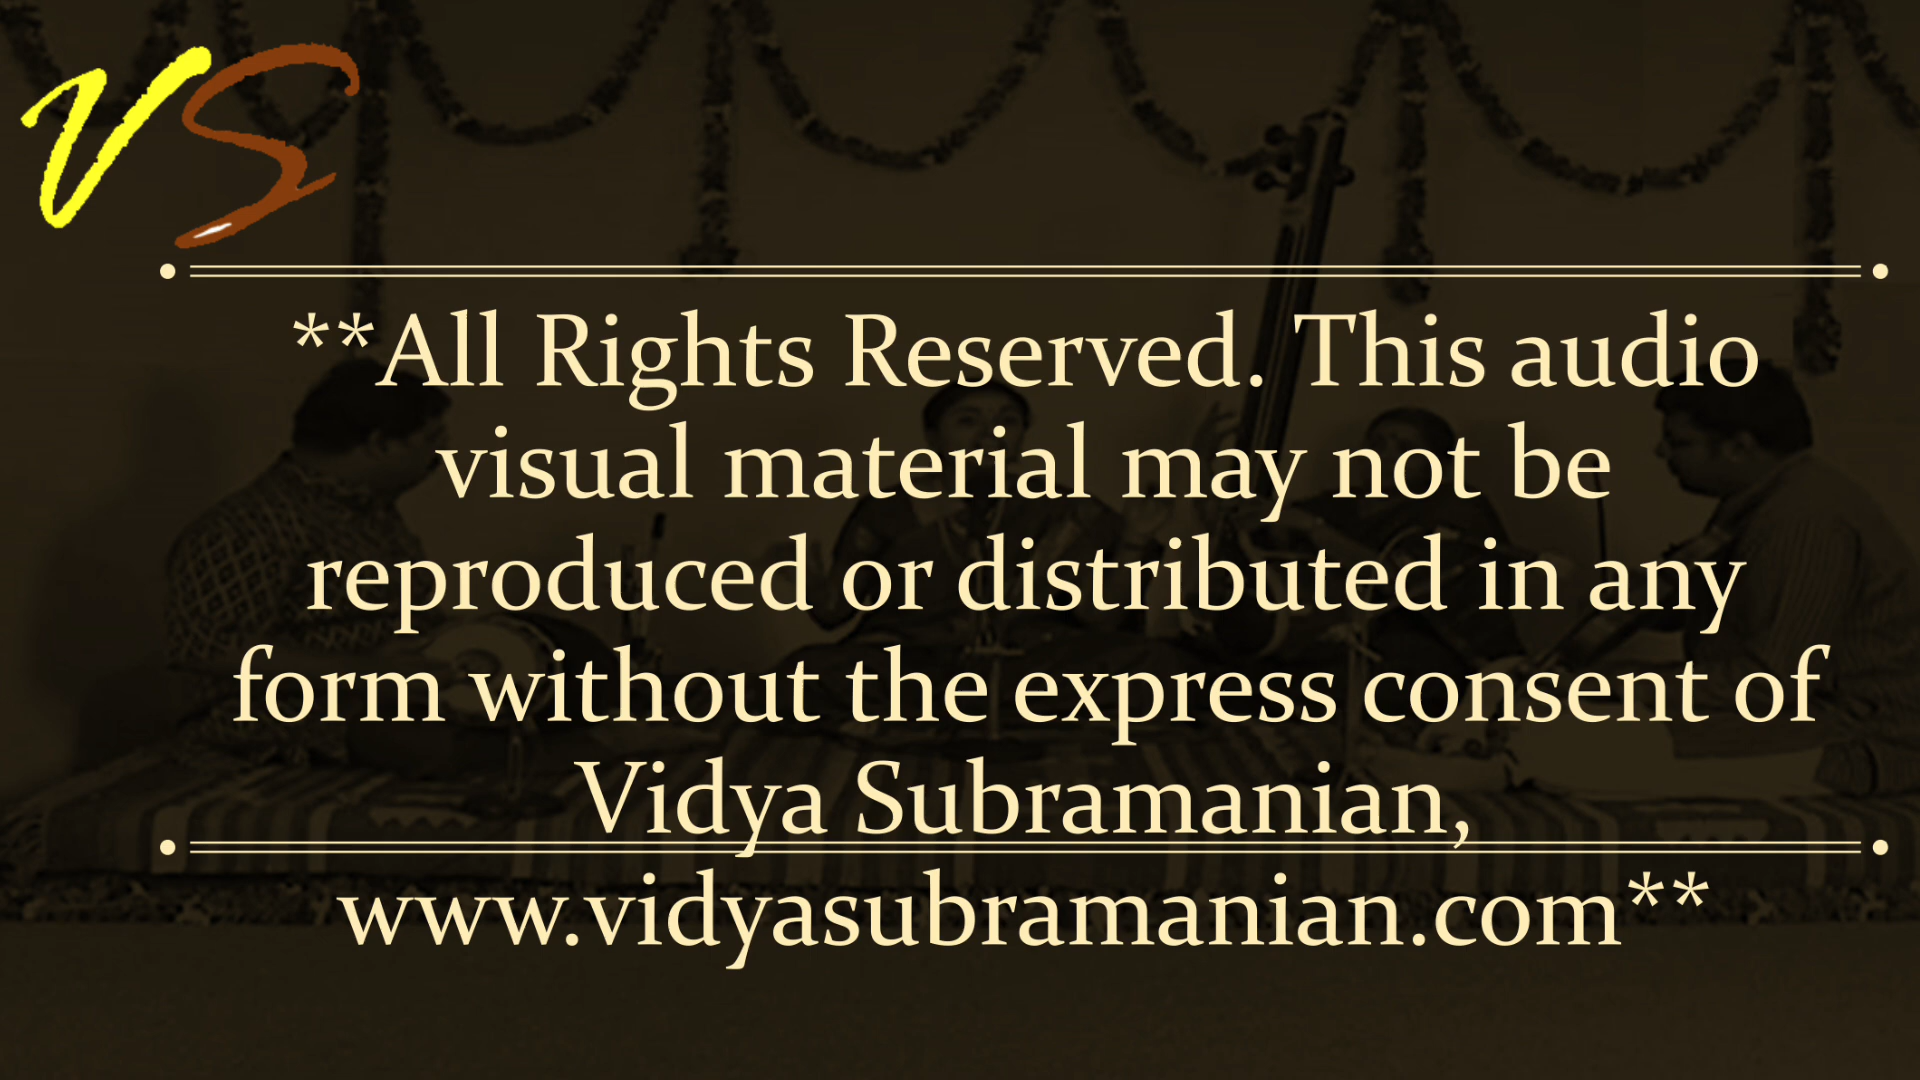 VS
**All Rights Reserved. This audio
visual material may not be
reproduced or distributed in any
form without the express consent of
Vidya Subramanian,
www.vidyasubramanian.com**